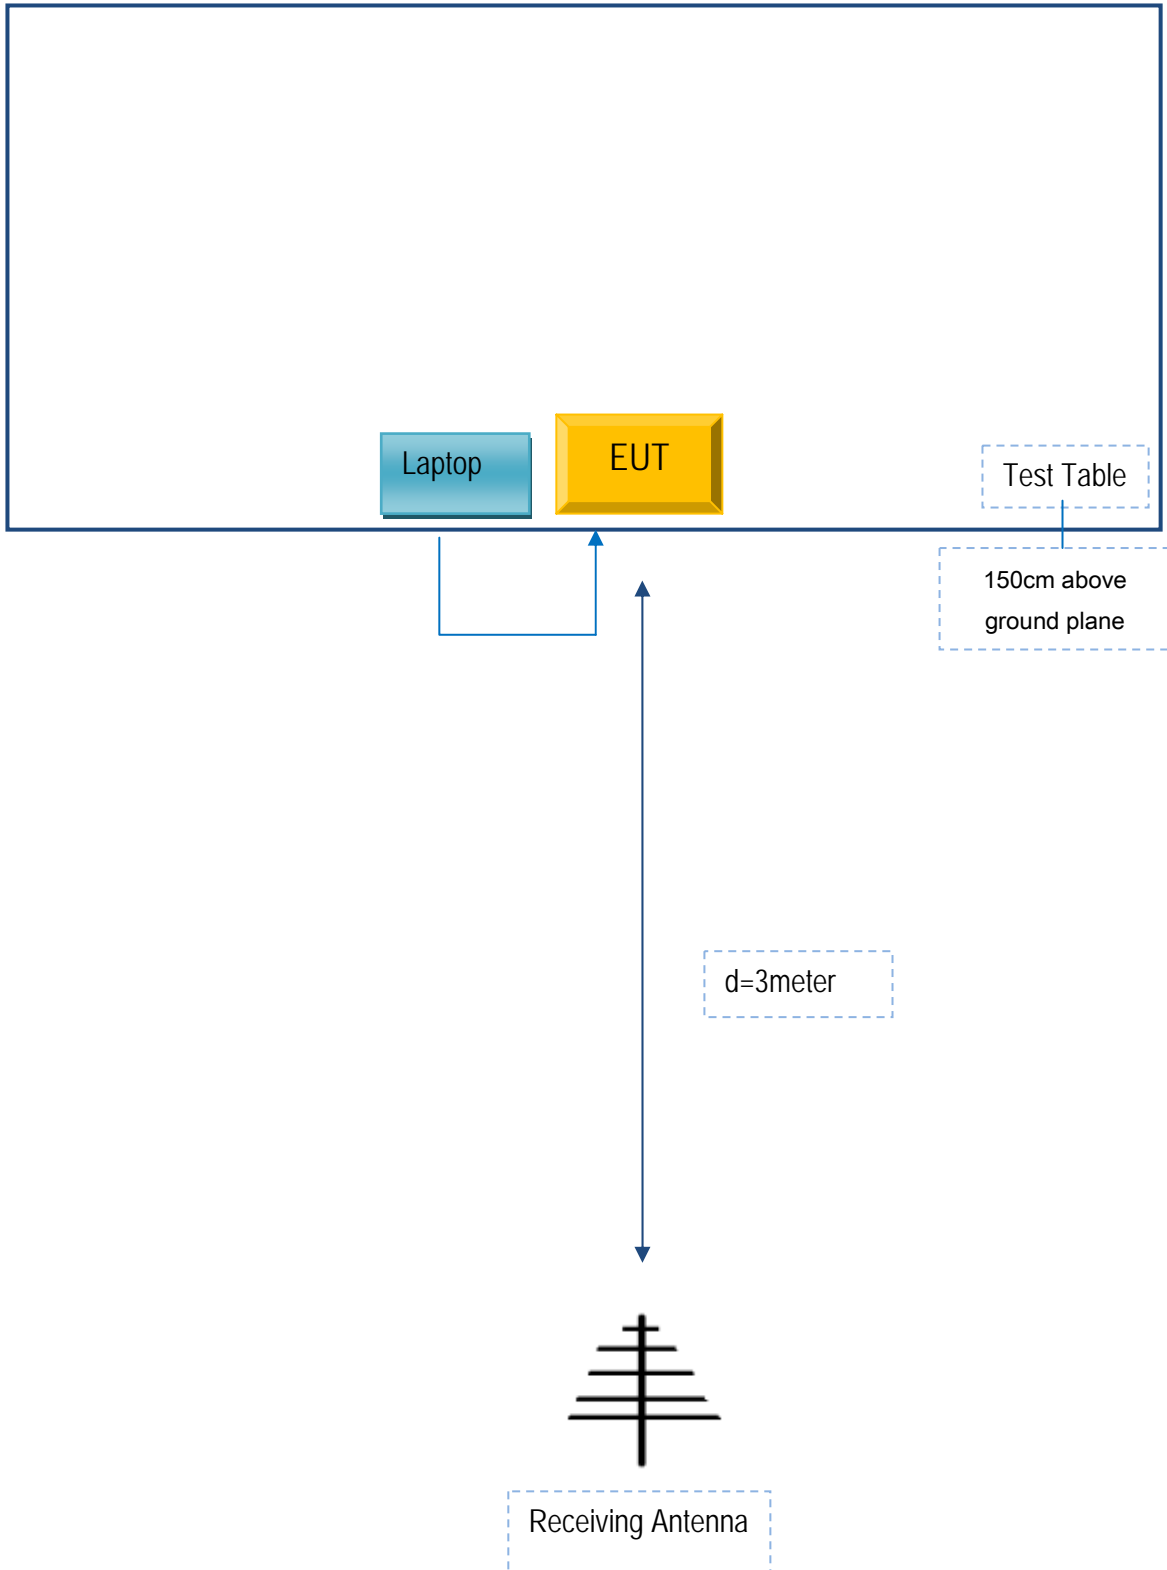 Laptop
EUT
Test Table
150cm above
ground plane
d=3meter
Receiving Antenna